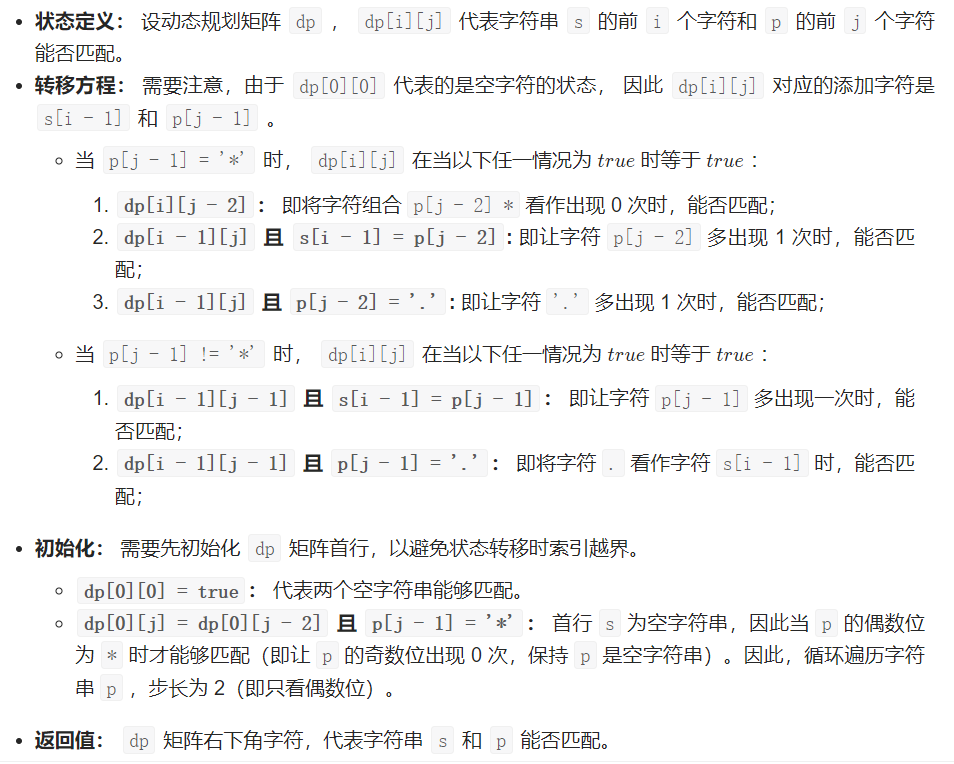 • 状态定义： 设动态规划矩阵 dp ， dp[i][j] 代表字符串 s 的前 i 个字符和 p 的前 j 个字符
能否匹配。
• 转移方程： 需要注意，由于 dp[0][0] 代表的是空字符的状态， 因此 dp[i][j] 对应的添加字符是
s[i - 1] 和 p[j - 1] 。
◦ 当 p[j - 1] = '*' 时， dp[i][j] 在当以下任一情况为 true 时等于 true ：
1. dp[i][j - 2] ： 即将字符组合 p[j - 2] * 看作出现 0 次时，能否匹配；
2. dp[i - 1][j] 且 s[i - 1] = p[j - 2] : 即让字符 p[j - 2] 多出现 1 次时，能否匹
配；
3. dp[i - 1][j] 且 p[j - 2] = '.' : 即让字符 '.' 多出现 1 次时，能否匹配；
◦ 当 p[j - 1] != '*' 时， dp[i][j] 在当以下任一情况为 true 时等于 true ：
1. dp[i - 1][j - 1] 且 s[i - 1] = p[j - 1] ： 即让字符 p[j - 1] 多出现一次时，能
否匹配；
2. dp[i - 1][j - 1] 且 p[j - 1] = '.' ： 即将字符 . 看作字符 s[i - 1] 时，能否匹
配；
• 初始化： 需要先初始化 dp 矩阵首行，以避免状态转移时索引越界。
◦ dp[0][0] = true ： 代表两个空字符串能够匹配。
◦ dp[0][j] = dp[0][j - 2] 且 p[j - 1] = '*' ： 首行 s 为空字符串，因此当 p 的偶数位
为 * 时才能够匹配（即让 p 的奇数位出现 0 次，保持 p 是空字符串）。因此，循环遍历字符
串 p ，步长为 2（即只看偶数位）。
• 返回值： dp 矩阵右下角字符，代表字符串 s 和 p 能否匹配。